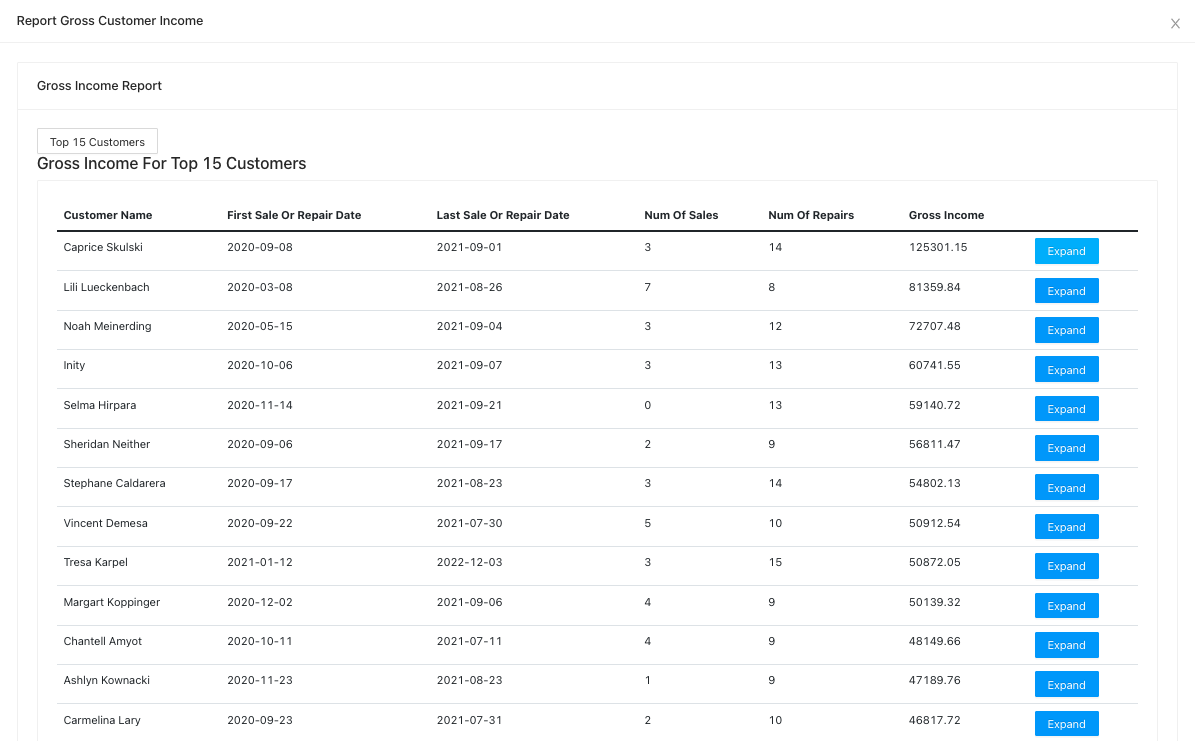 Report Gross Customer Income
Gross Income Report
Top 15 Customers
Gross Income For Top 15 Customers
Customer Name First Sale Or Repair Date Last Sale Or Repair Date Num Of Sales Num Of Repairs Gross Income
Caprice Skulski 2020-09-08 2021-09-01 3 14 125301.15 Expand
Lili Lueckenbach 2020-03-08 2021-08-26 7 8 81359.84 Expand
Noah Meinerding 2020-05-15 2021-09-04 3 12 72707.48 Expand
Inity 2020-10-06 2021-09-07 3 13 60741.55 Expand
Selma Hirpara 2020-11-14 2021-09-21 0 13 59140.72 Expand
Sheridan Neither 2020-09-06 2021-09-17 2 9 56811.47 Expand
Stephane Caldarera 2020-09-17 2021-08-23 3 14 54802.13 Expand
Vincent Demesa 2020-09-22 2021-07-30 5 10 50912.54 Expand
Tresa Karpel 2021-01-12 2022-12-03 3 15 50872.05 Expand
Margart Koppinger 2020-12-02 2021-09-06 4 9 50139.32 Expand
Chantell Amyot 2020-10-11 2021-07-11 4 9 48149.66 Expand
Ashlyn Kownacki 2020-11-23 2021-08-23 1 9 47189.76 Expand
Carmelina Lary 2020-09-23 2021-07-31 2 10 46817.72 Expand